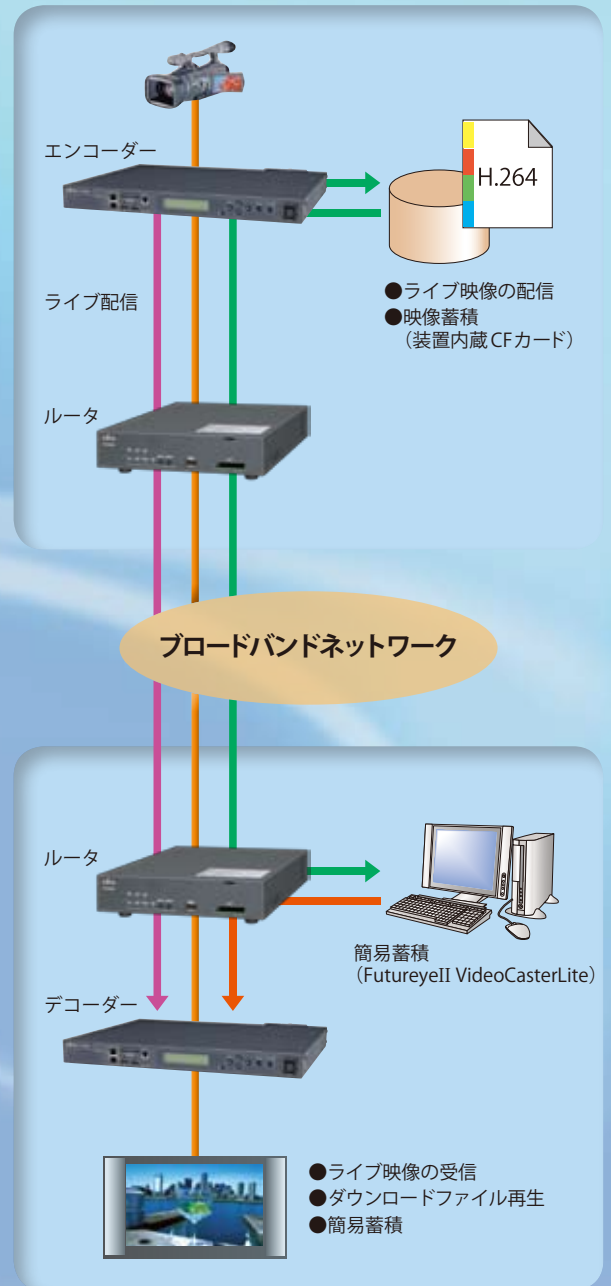 エンコーダー
H.264
●ライブ映像の配信
●映像蓄積
（装置内蔵CFカード）
ライブ配信
ルータ
ブロードバンドネットワーク
ルータ
簡易蓄積
（FutureyeII VideoCasterLite）
デコーダー
●ライブ映像の受信
●ダウンロードファイル再生
●簡易蓄積